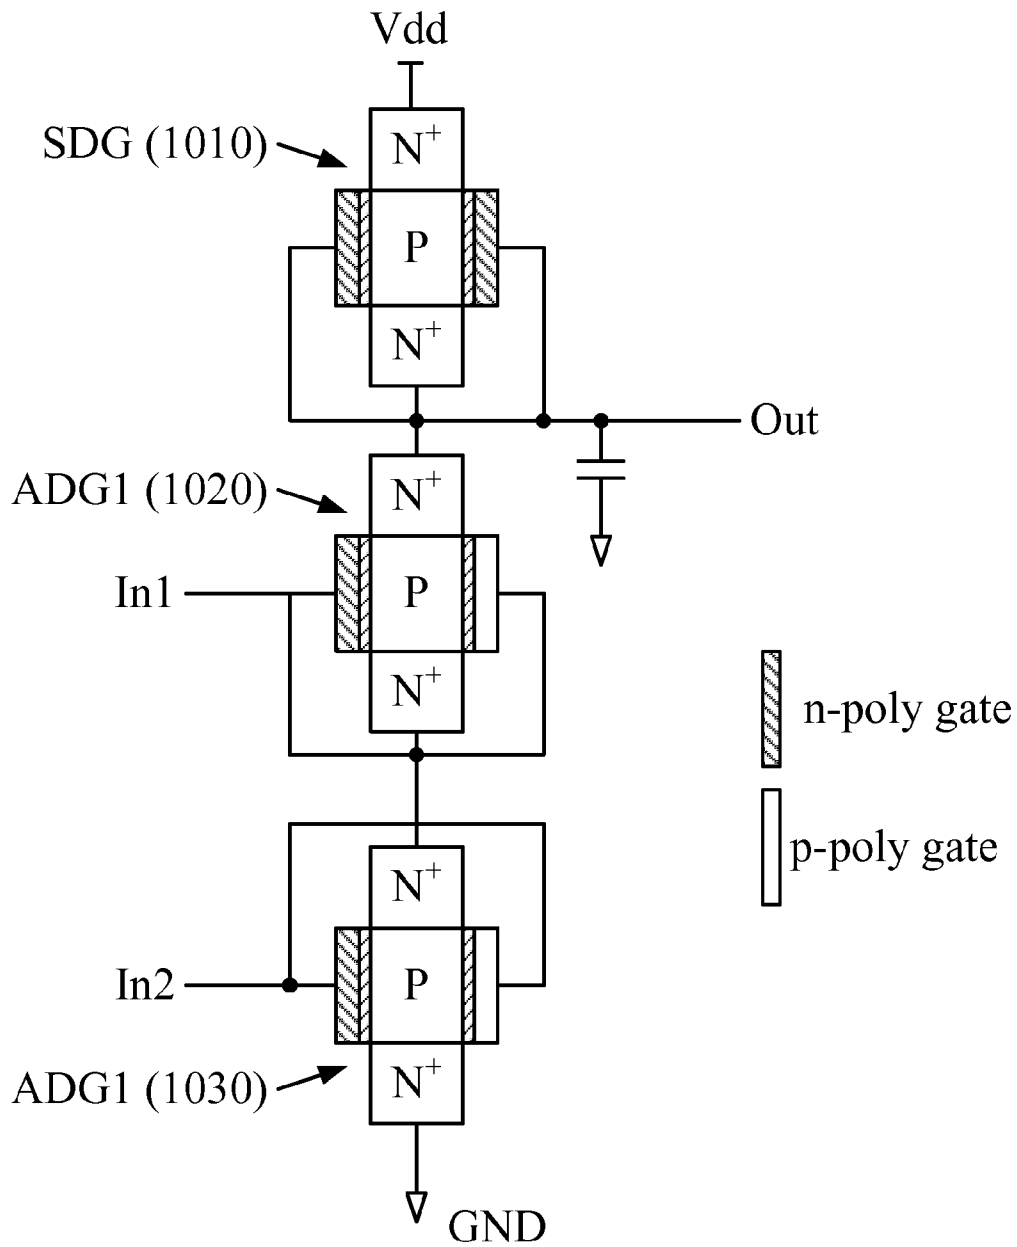 Vdd
SDG (1010)
N+
P
N+
Out
ADG1 (1020)
N+
In1
P
N+
n-poly gate
p-poly gate
N+
In2
P
ADG1 (1030)
N+
GND